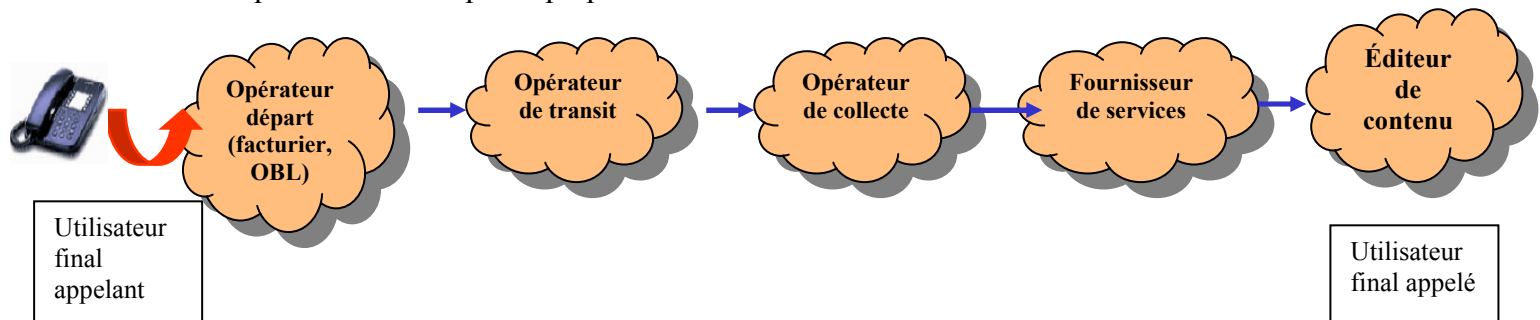 Opérateur
départ
(facturier,
OBL)
Opérateur
de transit
Opérateur
de collecte
Fournisseur
de services
Éditeur
de
contenu
Utilisateur
final
appelant
Utilisateur
final appelé